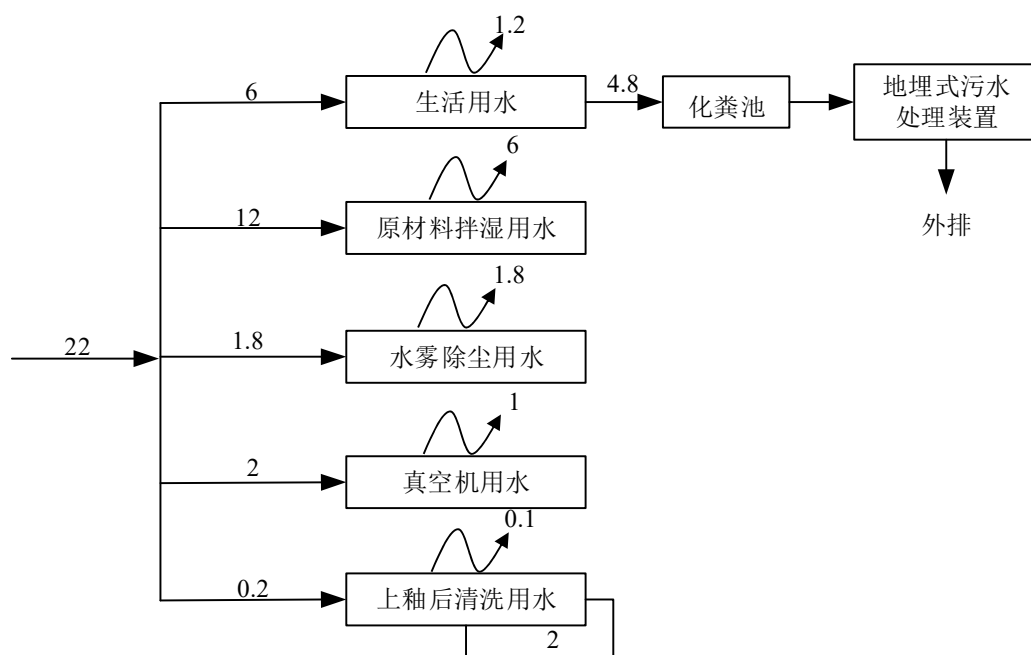 1.2
6
生活用水
4.8
化粪池
地埋式污水
处理装置
外排
6
12
原材料拌湿用水
1.8
22
1.8
水雾除尘用水
1
2
真空机用水
0.1
0.2
上釉后清洗用水
2